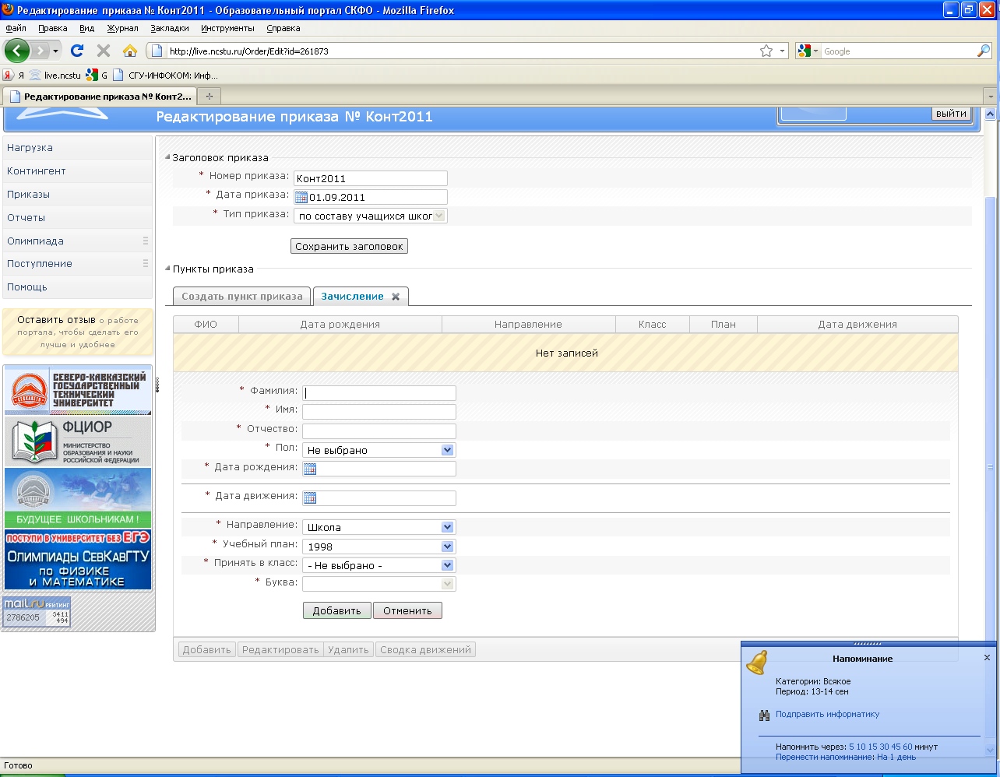 Редактирование приказа № Конт2011 - Образовательный портал СКФО - Mozilla Firefox
Файл Правка Вид Журнал Закладки Инструменты Справка
http://live.ncstu.ru/Order/Edit?id=261873
Google
Я live.ncstu G СГУ-ИНФОКОМ: Инф...
Редактирование приказа № Конт2...
Редактирование приказа № Конт2011
выйти
Нагрузка
Контингент
Приказы
Отчеты
Олимпиада
Поступление
Помощь
Оставить отзыв о работе
портала, чтобы сделать его
лучше и удобнее
СЕВЕРО-КАВКАЗСКИЙ
ГОСУДАРСТВЕННЫЙ
ТЕХНИЧЕСКИЙ
УНИВЕРСИТЕТ
СЕВКАВГТУ
ФЦИОР
МИНИСТЕРСТВО
ОБРАЗОВАНИЯ И НАУКИ
РОССИЙСКОЙ ФЕДЕРАЦИИ
СЕВКАВГТУ
БУДУЩЕЕ ШКОЛЬНИКАМ !
ПОСТУПИ В УНИВЕРСИТЕТ БЕЗ ЕГЭ
ОЛИМПИАДЫ СЕВКАВГТУ
ПО ФИЗИКЕ
И МАТЕМАТИКЕ
mail.ru РЕЙТИНГ
2786205 3411
494
Заголовок приказа
* Номер приказа: Конт2011
* Дата приказа: 01.09.2011
* Тип приказа: по составу учащихся школ
Сохранить заголовок
Пункты приказа
Создать пункт приказа Зачисление
ФИО Дата рождения Направление Класс План Дата движения
Нет записей
* Фамилия:
* Имя:
* Отчество:
* Пол: Не выбрано
* Дата рождения:
* Дата движения:
* Направление: Школа
* Учебный план: 1998
* Принять в класс: - Не выбрано -
* Буква:
Добавить Отменить
Добавить Редактировать Удалить Сводка движений
Напоминание
Категории: Всякое
Период: 13-14 сен
Подправить информатику
Напомнить через: 5 10 15 30 45 60 минут
Перенести напоминание: На 1 день
Готово